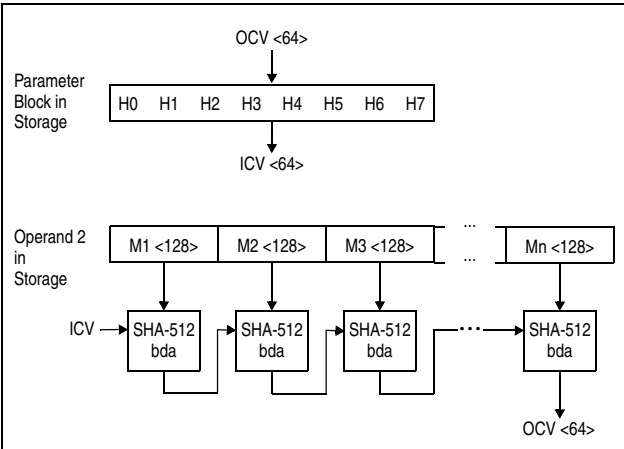 OCV <64>
Parameter
Block in
Storage
H0 H1 H2 H3 H4 H5 H6 H7
ICV <64>
Operand 2
in
Storage
M1 <128> M2 <128> M3 <128> ... ... Mn <128>
ICV
SHA-512
bda
SHA-512
bda
SHA-512
bda
...
SHA-512
bda
OCV <64>